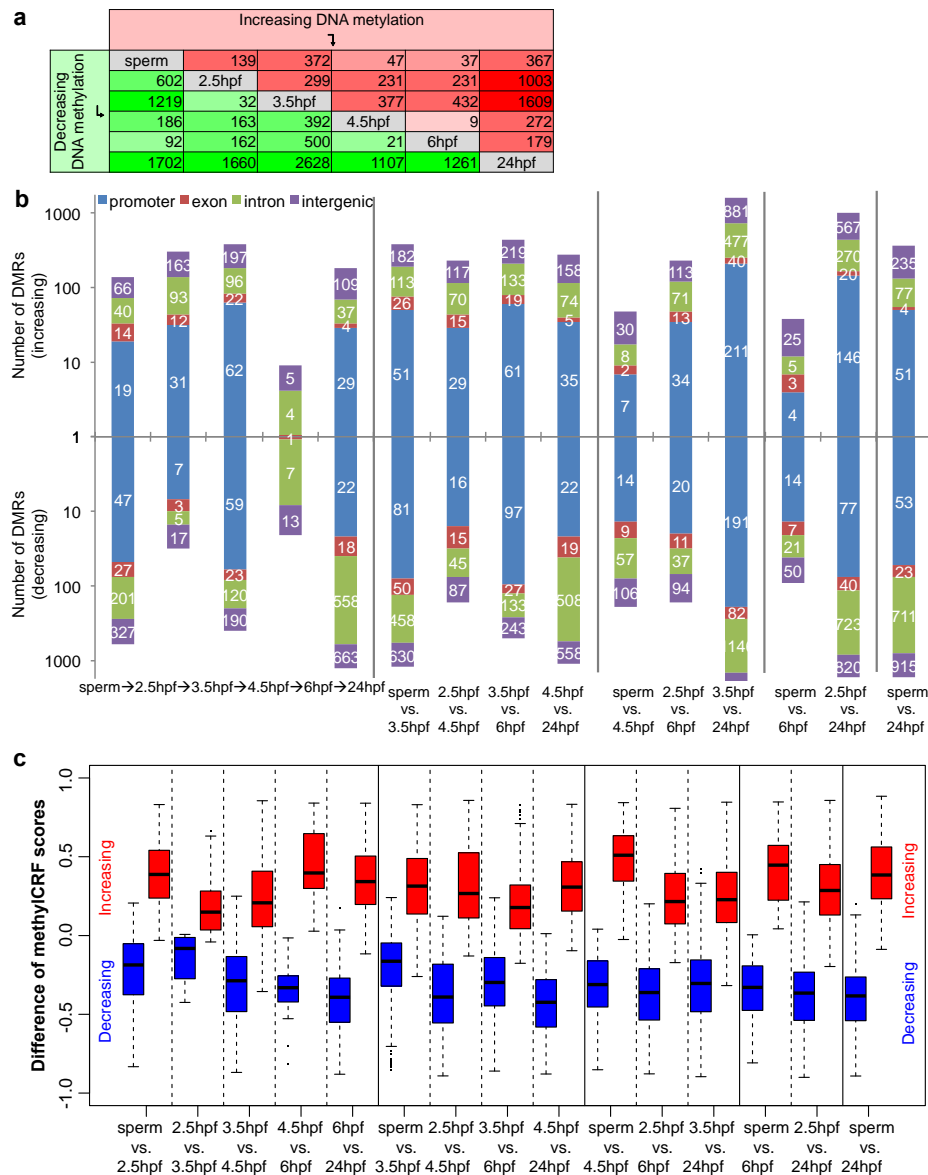 a
Increasing DNA metylation
Decreasing
DNA methylation
sperm 139 372 47 37 367
602 2.5hpf 299 231 231 1003
1219 32 3.5hpf 377 432 1609
186 163 392 4.5hpf 9 272
92 162 500 21 6hpf 179
1702 1660 2628 1107 1261 24hpf
b
promoter exon intron intergenic
Number of DMRs
(increasing)
Number of DMRs
(decreasing)
1000
100
10
1
10
100
1000
66 163 197 5 109 182 117 219 158 30 113 881 25 567 235
40 93 96 4 37 113 70 133 74 8 71 477 5 270 77
14 12 22 1 4 26 15 19 5 2 13 40 3 20 4
19 31 62 29 51 29 61 35 7 34 211 4 146 51
47 7 59 22 81 16 97 22 14 20 191 14 77 53
27 3 23 18 50 15 27 19 9 11 82 7 40 23
201 5 120 7 558 458 45 133 508 57 37 21 723 711
327 17 190 13 663 630 87 243 558 106 94 50 820 915
sperm→2.5hpf→3.5hpf→4.5hpf→6hpf→24hpf
sperm 2.5hpf 3.5hpf 4.5hpf sperm 2.5hpf 3.5hpf sperm 2.5hpf sperm
vs. vs. vs. vs. vs. vs. vs. vs. vs. vs.
3.5hpf 4.5hpf 6hpf 24hpf 4.5hpf 6hpf 24hpf 6hpf 24hpf 24hpf
c
Difference of methylCRF scores
1.0
0.5
0.0
-0.5
-1.0
Increasing
Decreasing
Increasing
Decreasing
sperm 2.5hpf 3.5hpf 4.5hpf 6hpf sperm 2.5hpf 3.5hpf 4.5hpf sperm 2.5hpf 3.5hpf sperm 2.5hpf sperm
vs. vs. vs. vs. vs. vs. vs. vs. vs. vs. vs. vs. vs. vs. vs.
2.5hpf 3.5hpf 4.5hpf 6hpf 24hpf 3.5hpf 4.5hpf 6hpf 24hpf 4.5hpf 6hpf 24hpf 6hpf 24hpf 24hpf